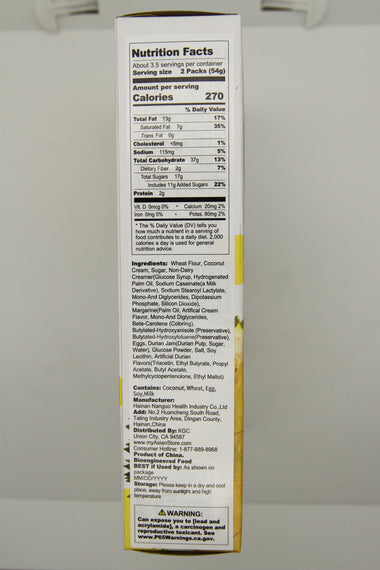 Nutrition Facts
About 3.5 servings per container
Serving size 2 Packs (54g)
Amount per serving
Calories 270
% Daily Value
Total Fat 13g 17%
Saturated Fat 7g 35%
Trans Fat 0g
Cholesterol <5mg 1%
Sodium 115mg 5%
Total Carbohydrate 37g 13%
Dietary Fiber 2g 7%
Total Sugars 17g
Includes 11g Added Sugars 22%
Protein 2g
Vit. D 0mcg 0% • Calcium 20mg 2%
Iron 0mg 0% • Potas. 80mg 2%
* The % Daily Value (DV) tells you
how much a nutrient in a serving of
food contributes to a daily diet. 2,000
calories a day is used for general
nutrition advice.
Ingredients: Wheat Flour, Coconut
Cream, Sugar, Non-Dairy
Creamer(Glucose Syrup, Hydrogenated
Palm Oil, Sodium Caseinate(a Milk
Derivative), Sodium Stearoyl Lactylate,
Mono-And Diglycerides, Dipotassium
Phosphate, Silicon Dioxide),
Margarine(Palm Oil, Artifical Cream
Flavor, Mono-And Diglycerides,
Beta-Carotene (Coloring),
Butylated-Hydroxyanisole (Preservative),
Butylated-Hydroxytoluene(Preservative),
Eggs, Durian Jam(Durian Pulp, Sugar,
Water), Glucose Powder, Salt, Soy
Lecithin, Artificial Durian
Flavors(Triacetin, Ethyl Butyrate, Propyl
Acetate, Butyl Acetate,
Methylcyclopentenolone, Ethyl Maltol)
Contains: Coconut, Wheat, Egg,
Soy,Milk
Manufacturer:
Hainan Nanguo Health Industry Co.,Ltd
Add: No.2 Huancheng South Road,
Taling Industry Area, Dingan County,
Hainan,China
Distributed By: KGC
Union City, CA 94587
www.myAsianStore.com
Consumer Hotline: 1-877-889-8968
Product of China.
Bioengineered Food
BEST if Used by: As shown on
package
MM/DD/YYYY
Storage: Please keep in a dry and cool
place, away from sunlight and high
temperature
⚠WARNING:
Can expose you to [lead and
acrylamide], a carcinogen and
reproductive toxicant. See
www.P65Warnings.ca.gov.